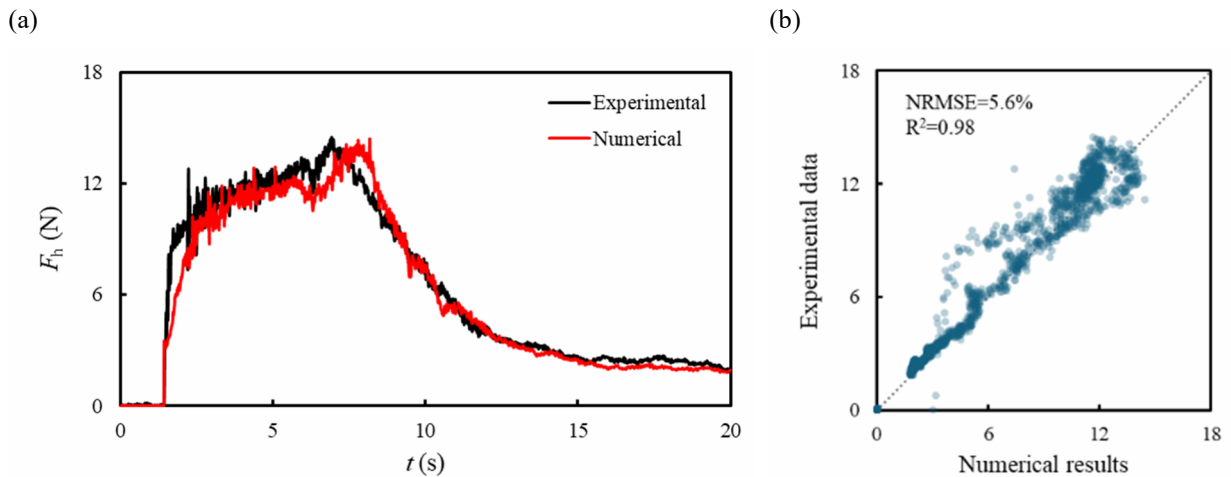 (a)
18
12
6
0
F_h (N)
0
5
10
15
20
t (s)
Experimental
Numerical
(b)
NRMSE=5.6%
R²=0.98
18
12
6
0
Experimental data
0
6
12
18
Numerical results